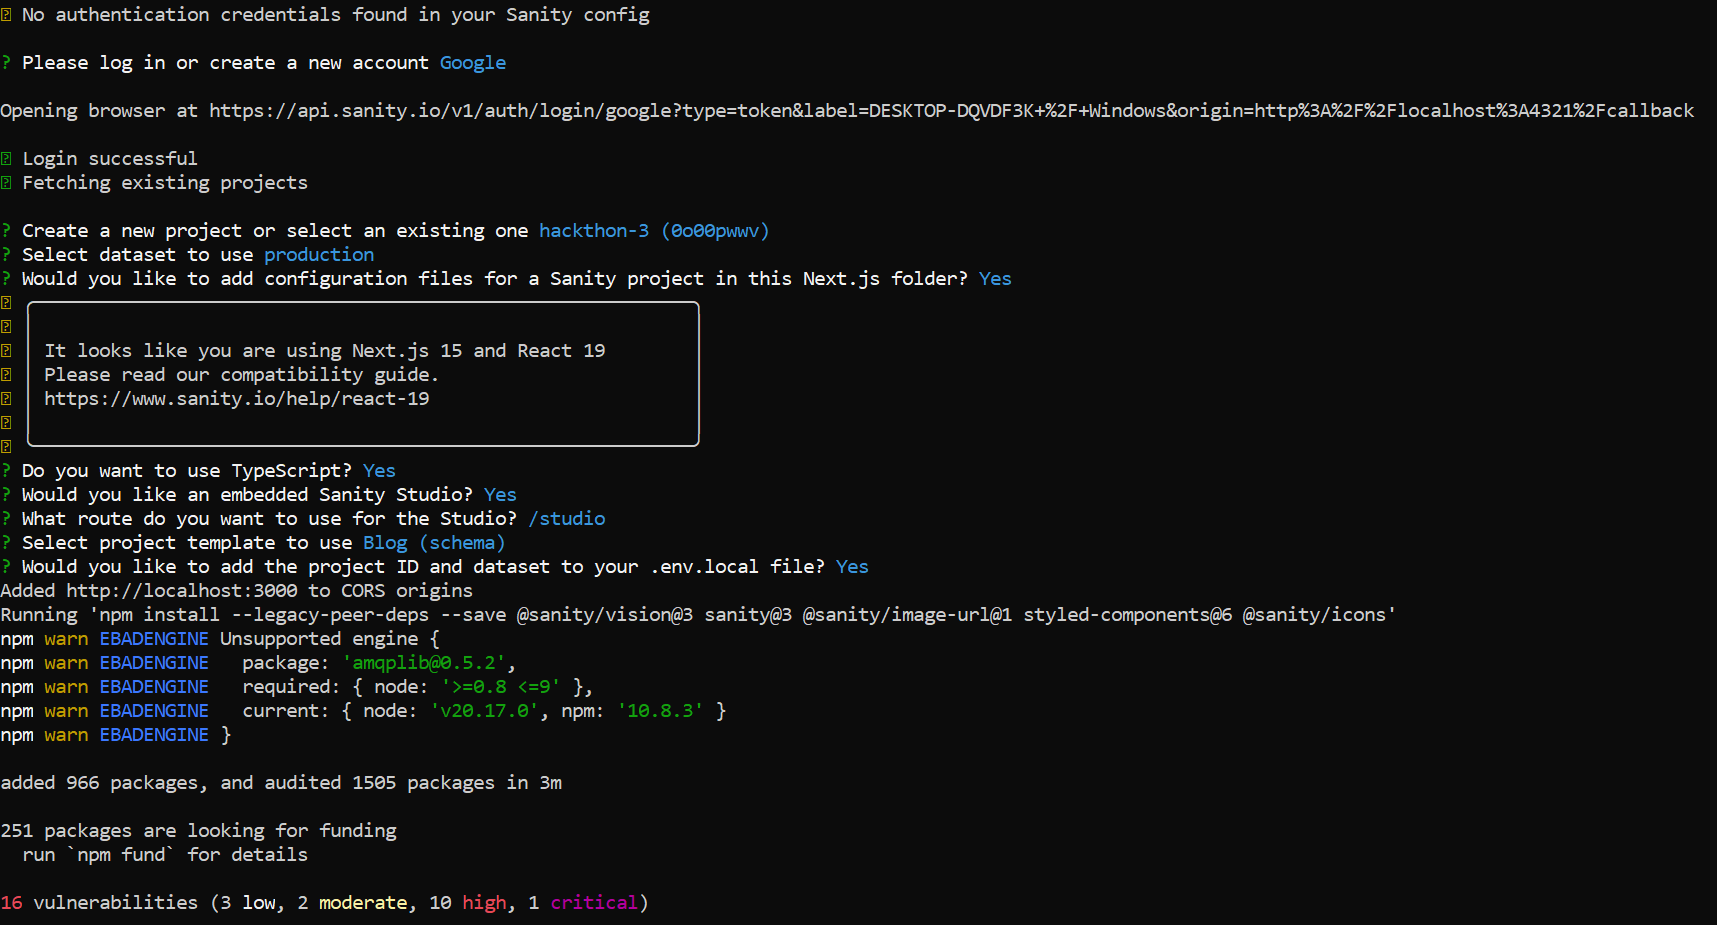 No authentication credentials found in your Sanity config
? Please log in or create a new account Google
Opening browser at https://api.sanity.io/v1/auth/login/google?type=token&label=DESKTOP-DQVDF3K+%2F+Windows&origin=http%3A%2F%2Flocalhost%3A4321%2Fcallback
Login successful
Fetching existing projects
? Create a new project or select an existing one hackthon-3 (0o00pwwv)
? Select dataset to use production
? Would you like to add configuration files for a Sanity project in this Next.js folder? Yes
It looks like you are using Next.js 15 and React 19
Please read our compatibility guide.
https://www.sanity.io/help/react-19
? Do you want to use TypeScript? Yes
? Would you like an embedded Sanity Studio? Yes
? What route do you want to use for the Studio? /studio
? Select project template to use Blog (schema)
? Would you like to add the project ID and dataset to your .env.local file? Yes
Added http://localhost:3000 to CORS origins
Running 'npm install --legacy-peer-deps --save @sanity/vision@3 sanity@3 @sanity/image-url@1 styled-components@6 @sanity/icons'
npm warn EBADENGINE Unsupported engine {
npm warn EBADENGINE   package: 'amqplib@0.5.2',
npm warn EBADENGINE   required: { node: '>=0.8 <=9' },
npm warn EBADENGINE   current: { node: 'v20.17.0', npm: '10.8.3' }
npm warn EBADENGINE }
added 966 packages, and audited 1505 packages in 3m
251 packages are looking for funding
  run `npm fund` for details
16 vulnerabilities (3 low, 2 moderate, 10 high, 1 critical)